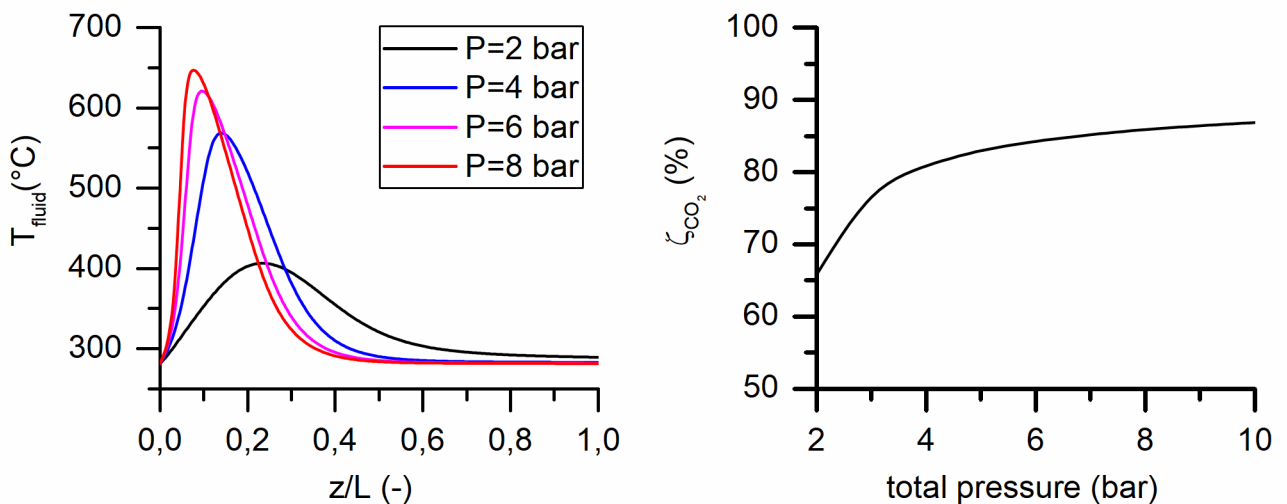 700
600
500
400
300
T_fluid(°C)
0,0 0,2 0,4 0,6 0,8 1,0
z/L (-)
P=2 bar
P=4 bar
P=6 bar
P=8 bar
100
90
80
70
60
50
ζ_CO₂ (%)
2 4 6 8 10
total pressure (bar)